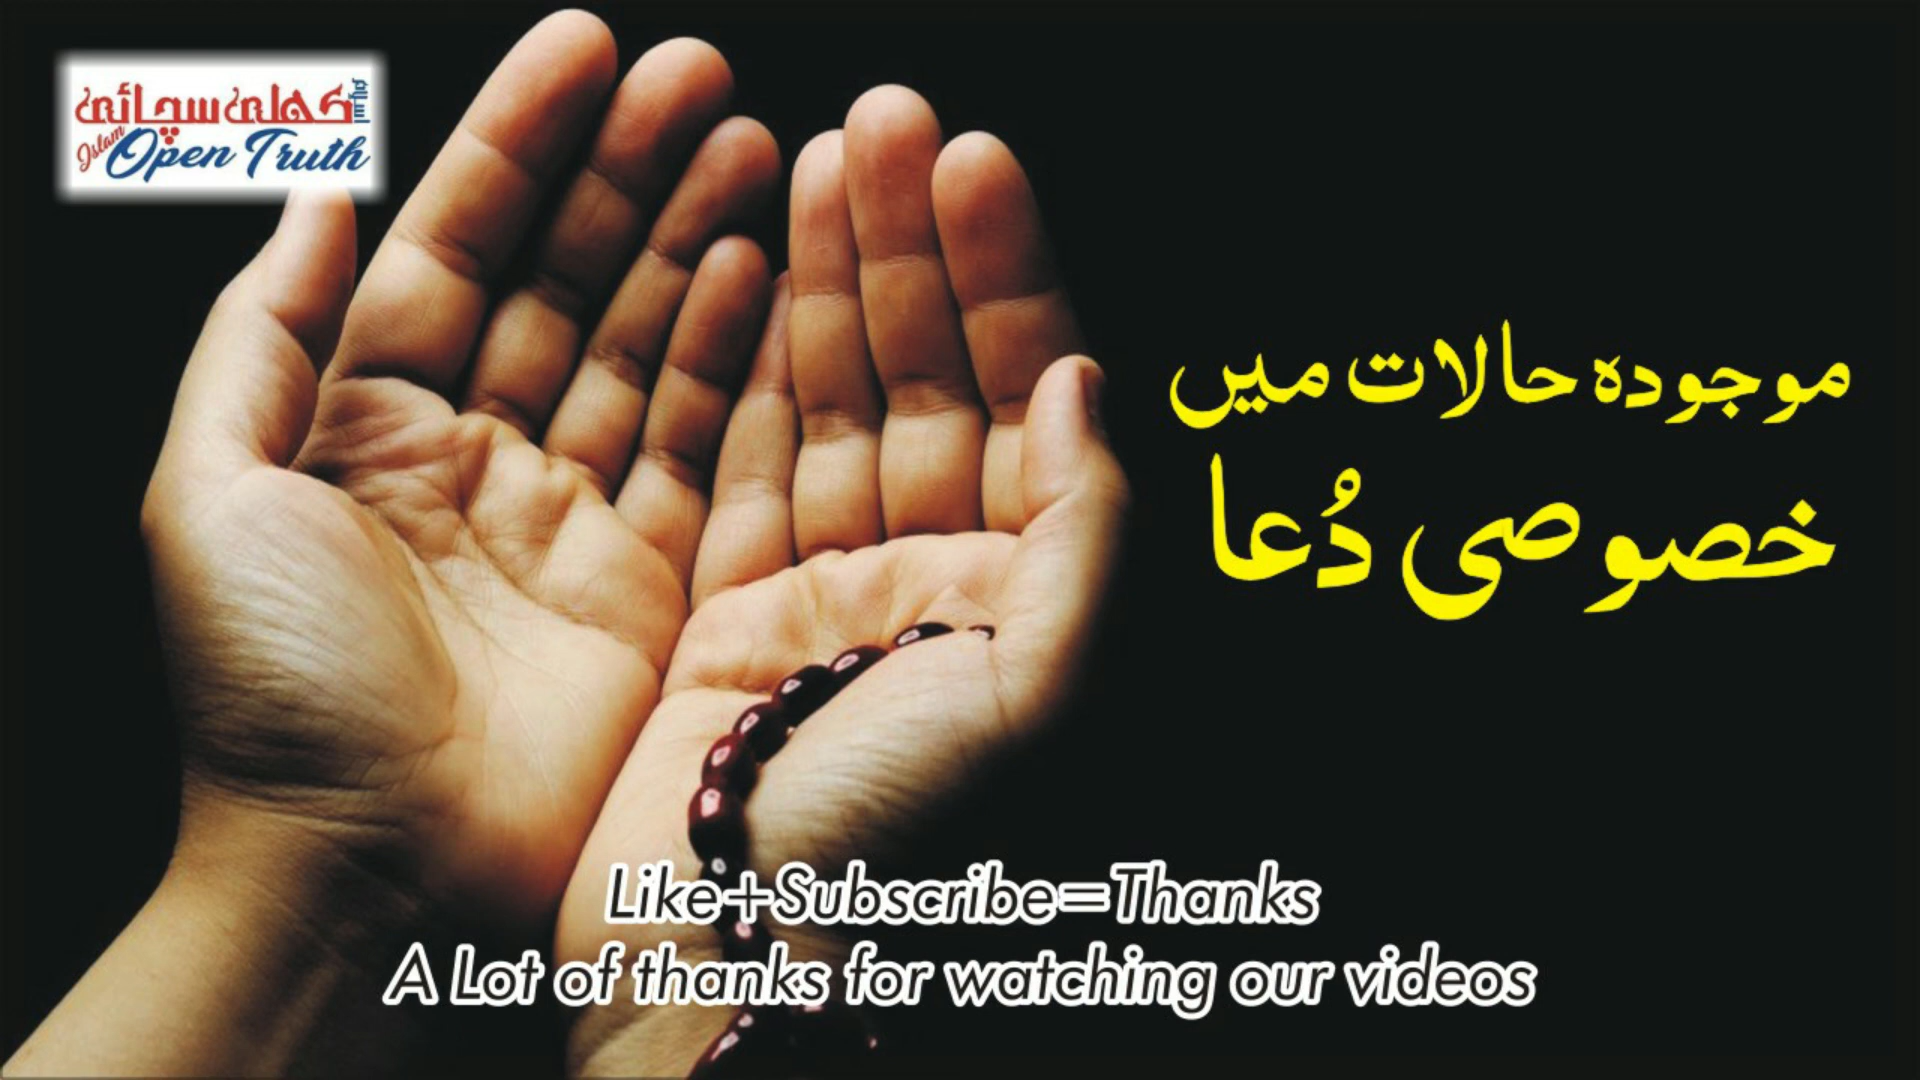 کھلی سچائی
Islam Open Truth
موجودہ حالات میں
خصوصی دُعا
Like+Subscribe=Thanks
A Lot of thanks for watching our videos